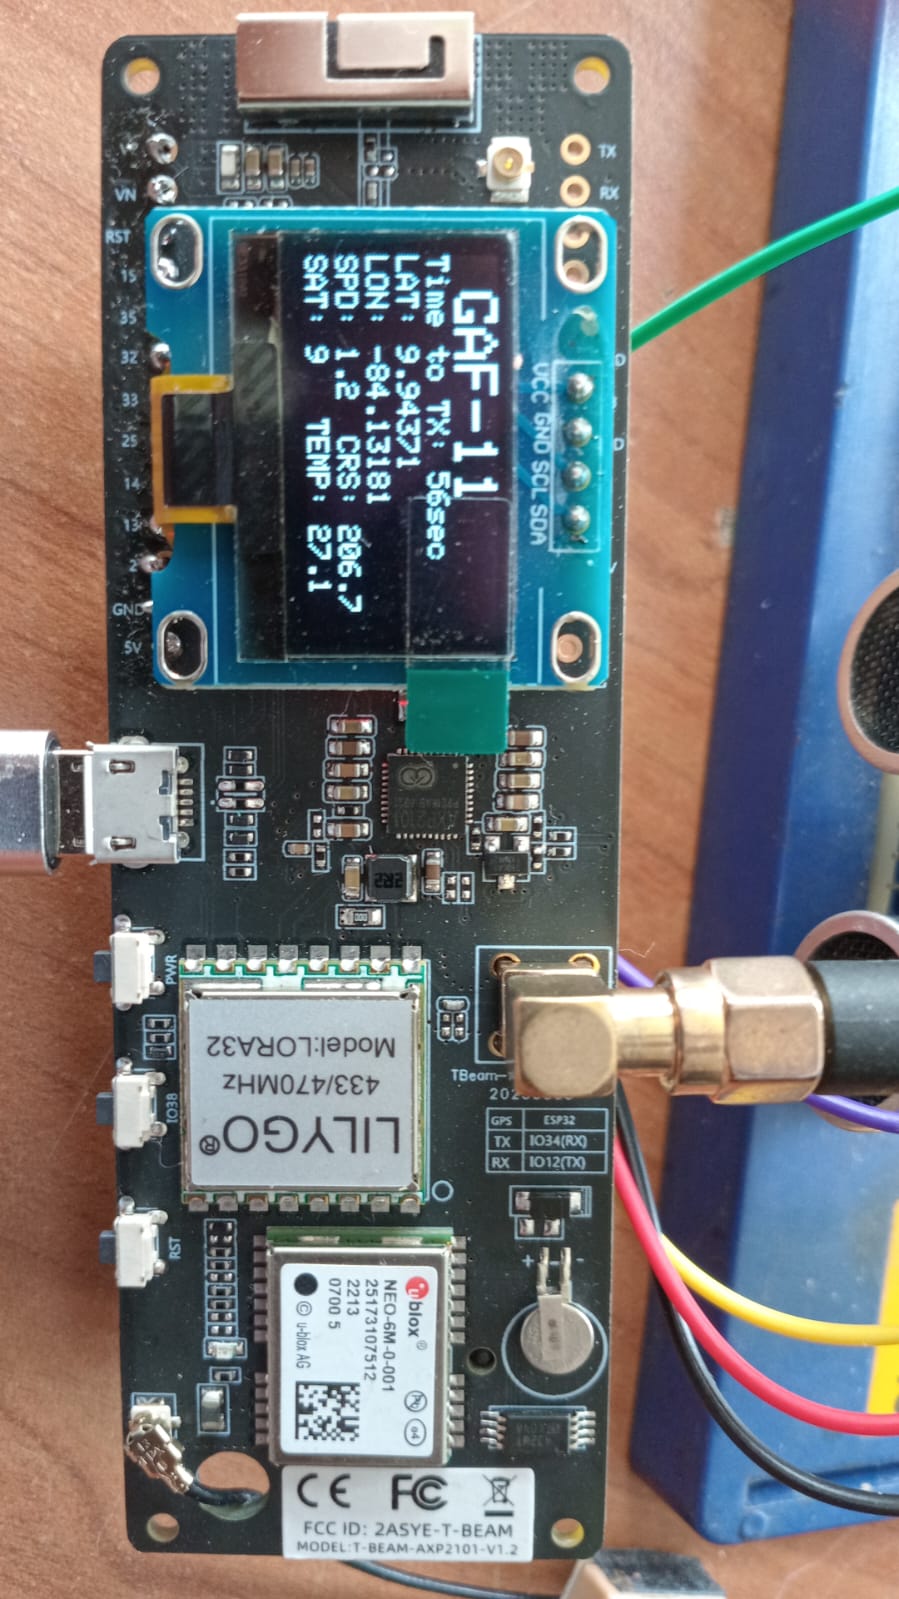 TX
RX
VN
RST
15
35
32
33
25
14
13
2
GND
5V
GAF-11
Time to TX: 56sec
LAT: 9.94371
LON: -84.13181
SPD: 1.2 CRS: 206.7
SAT: 9 TEMP: 27.1
VCC GND SCL SDA
AXP2101
2R2
PWR
IO38
RST
LILYGO®
433/470MHz
Model:LORA32
TBeam-
GPS ESP32
TX IO34(RX)
RX IO12(TX)
+ -
ublox®
NEO-6M-0-001
25173107512
2213
0700 5
© u-blox AG
CE FC
FCC ID: 2ASYE-T-BEAM
MODEL:T-BEAM-AXP2101-V1.2